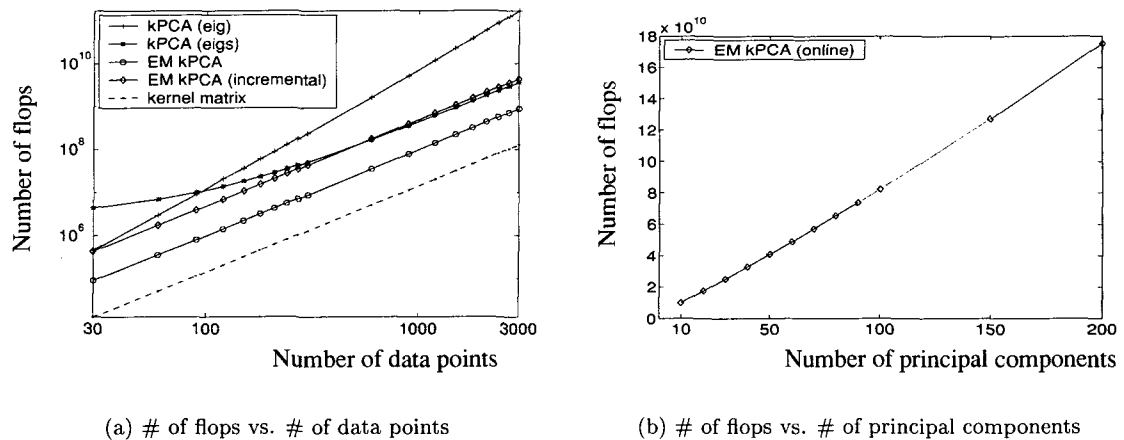 kPCA (eig)
kPCA (eigs)
EM kPCA
EM kPCA (incremental)
kernel matrix
10^10
10^8
10^6
30
100
1000
3000
Number of flops
Number of data points
(a) # of flops vs. # of data points
× 10^10
EM kPCA (online)
18
16
14
12
10
8
6
4
2
0
10
50
100
150
200
Number of flops
Number of principal components
(b) # of flops vs. # of principal components